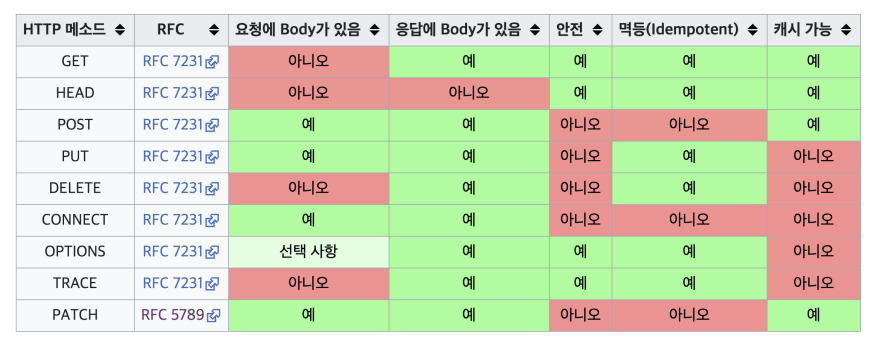 HTTP 메소드 RFC 요청에 Body가 있음 응답에 Body가 있음 안전 멱등(Idempotent) 캐시 가능
GET RFC 7231 아니오 예 예 예 예
HEAD RFC 7231 아니오 아니오 예 예 예
POST RFC 7231 예 예 아니오 아니오 예
PUT RFC 7231 예 예 아니오 예 아니오
DELETE RFC 7231 아니오 예 아니오 예 아니오
CONNECT RFC 7231 예 예 아니오 아니오 아니오
OPTIONS RFC 7231 선택 사항 예 예 예 아니오
TRACE RFC 7231 아니오 예 예 예 아니오
PATCH RFC 5789 예 예 아니오 아니오 예